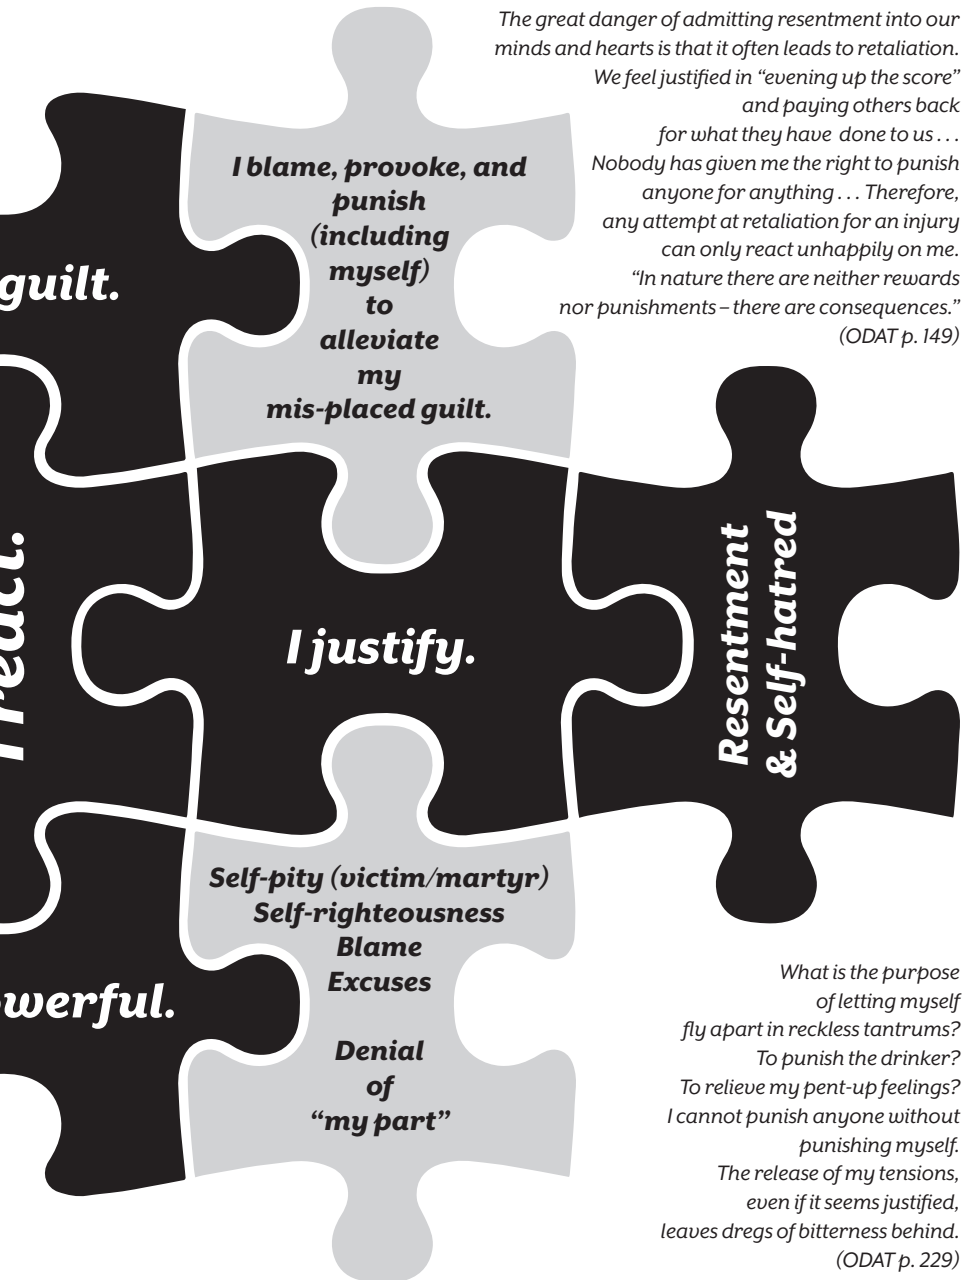 The great danger of admitting resentment into our
minds and hearts is that it often leads to retaliation.
We feel justified in “evening up the score”
and paying others back
for what they have done to us . . .
Nobody has given me the right to punish
anyone for anything . . . Therefore,
any attempt at retaliation for an injury
can only react unhappily on me.
“In nature there are neither rewards
nor punishments – there are consequences.”
(ODAT p. 149)
I blame, provoke, and
punish
(including
myself)
to
alleviate
my
mis-placed guilt.
guilt.
I react.
I justify.
Resentment
& Self-hatred
Self-pity (victim/martyr)
Self-righteousness
Blame
Excuses
Denial
of
“my part”
werful.
What is the purpose
of letting myself
fly apart in reckless tantrums?
To punish the drinker?
To relieve my pent-up feelings?
I cannot punish anyone without
punishing myself.
The release of my tensions,
even if it seems justified,
leaves dregs of bitterness behind.
(ODAT p. 229)